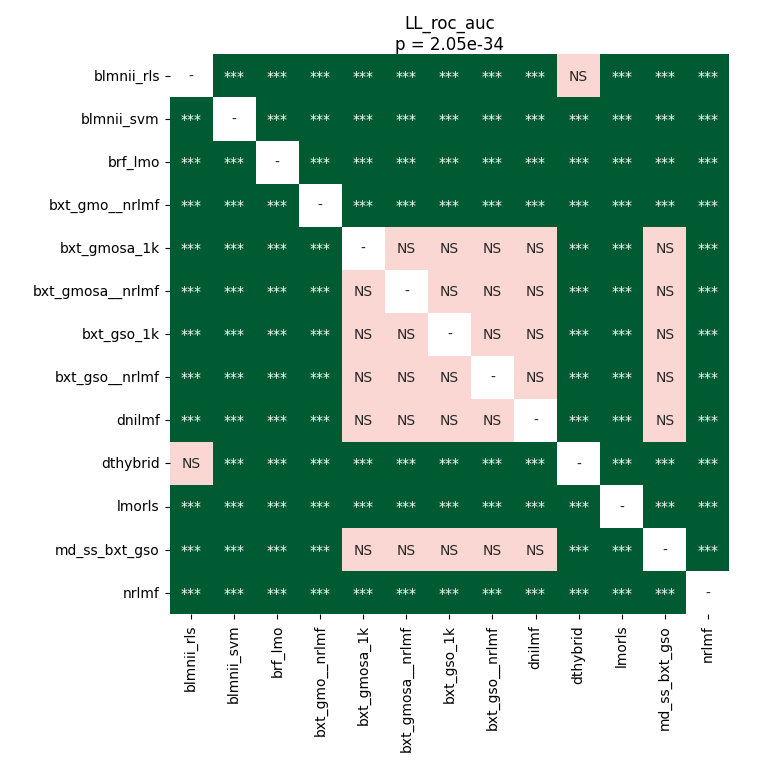 LL_roc_auc
p = 2.05e-34
blmnii_rls - *** *** *** *** *** *** *** *** NS *** *** ***
blmnii_svm *** - *** *** *** *** *** *** *** *** *** *** ***
brf_lmo *** *** - *** *** *** *** *** *** *** *** *** ***
bxt_gmo__nrlmf *** *** *** - *** *** *** *** *** *** *** *** ***
bxt_gmosa_1k *** *** *** *** - NS NS NS NS *** *** NS ***
bxt_gmosa__nrlmf *** *** *** *** NS - NS NS NS *** *** NS ***
bxt_gso_1k *** *** *** *** NS NS - NS NS *** *** NS ***
bxt_gso__nrlmf *** *** *** *** NS NS NS - NS *** *** NS ***
dnilmf *** *** *** *** NS NS NS NS - *** *** NS ***
dthybrid NS *** *** *** *** *** *** *** *** - *** *** ***
lmorls *** *** *** *** *** *** *** *** *** *** - *** ***
md_ss_bxt_gso *** *** *** *** NS NS NS NS NS *** *** - ***
nrlmf *** *** *** *** *** *** *** *** *** *** *** *** -
blmnii_rls
blmnii_svm
brf_lmo
bxt_gmo__nrlmf
bxt_gmosa_1k
bxt_gmosa__nrlmf
bxt_gso_1k
bxt_gso__nrlmf
dnilmf
dthybrid
lmorls
md_ss_bxt_gso
nrlmf